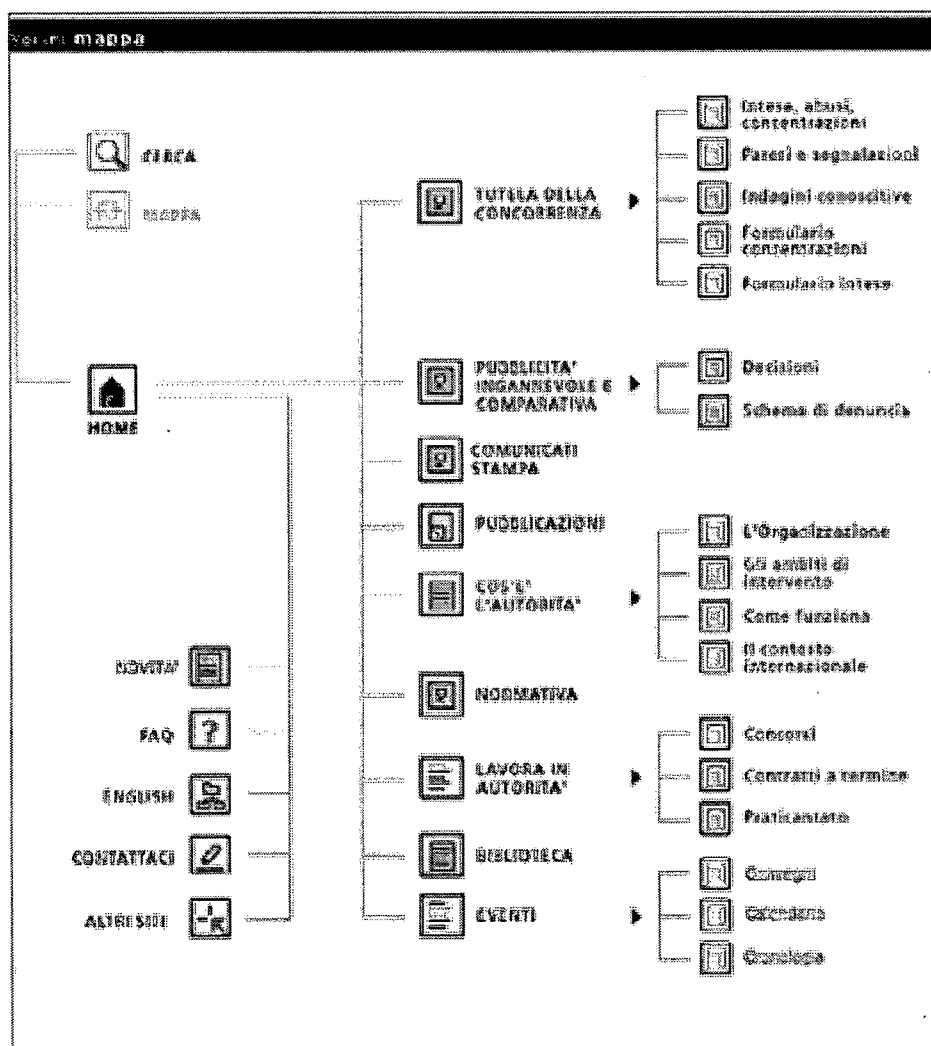 mappa
CERCA
MAPPA
HOME
NOVITA'
FAQ
ENGLISH
CONTATTACI
ALTRI SITI
TUTELA DELLA
CONCORRENZA
Intese, abusi,
concentrazioni
Pareri e segnalazioni
Indagini conoscitive
Formulario
concentrazioni
Formulario intese
PUBBLICITA'
INGANNEVOLE E
COMPARATIVA
Decisioni
Schema di denuncia
COMUNICATI
STAMPA
PUBBLICAZIONI
COS'E'
L'AUTORITA'
L'Organizzazione
Gli ambiti di
intervento
Come funziona
Il contesto
internazionale
NORMATIVA
LAVORA IN
AUTORITA'
Concorsi
Contratti a termine
Praticantato
BIBLIOTECA
EVENTI
Convegni
Calendario